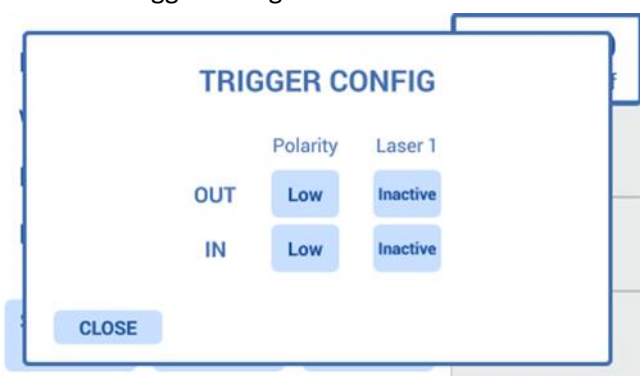 TRIGGER CONFIG
Polarity Laser 1
OUT Low Inactive
IN Low Inactive
CLOSE